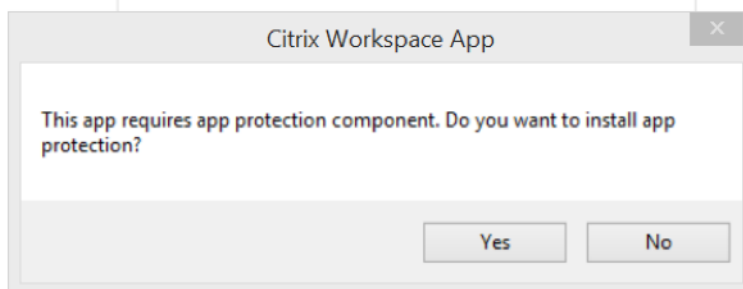 Citrix Workspace App
This app requires app protection component. Do you want to install app
protection?
Yes
No